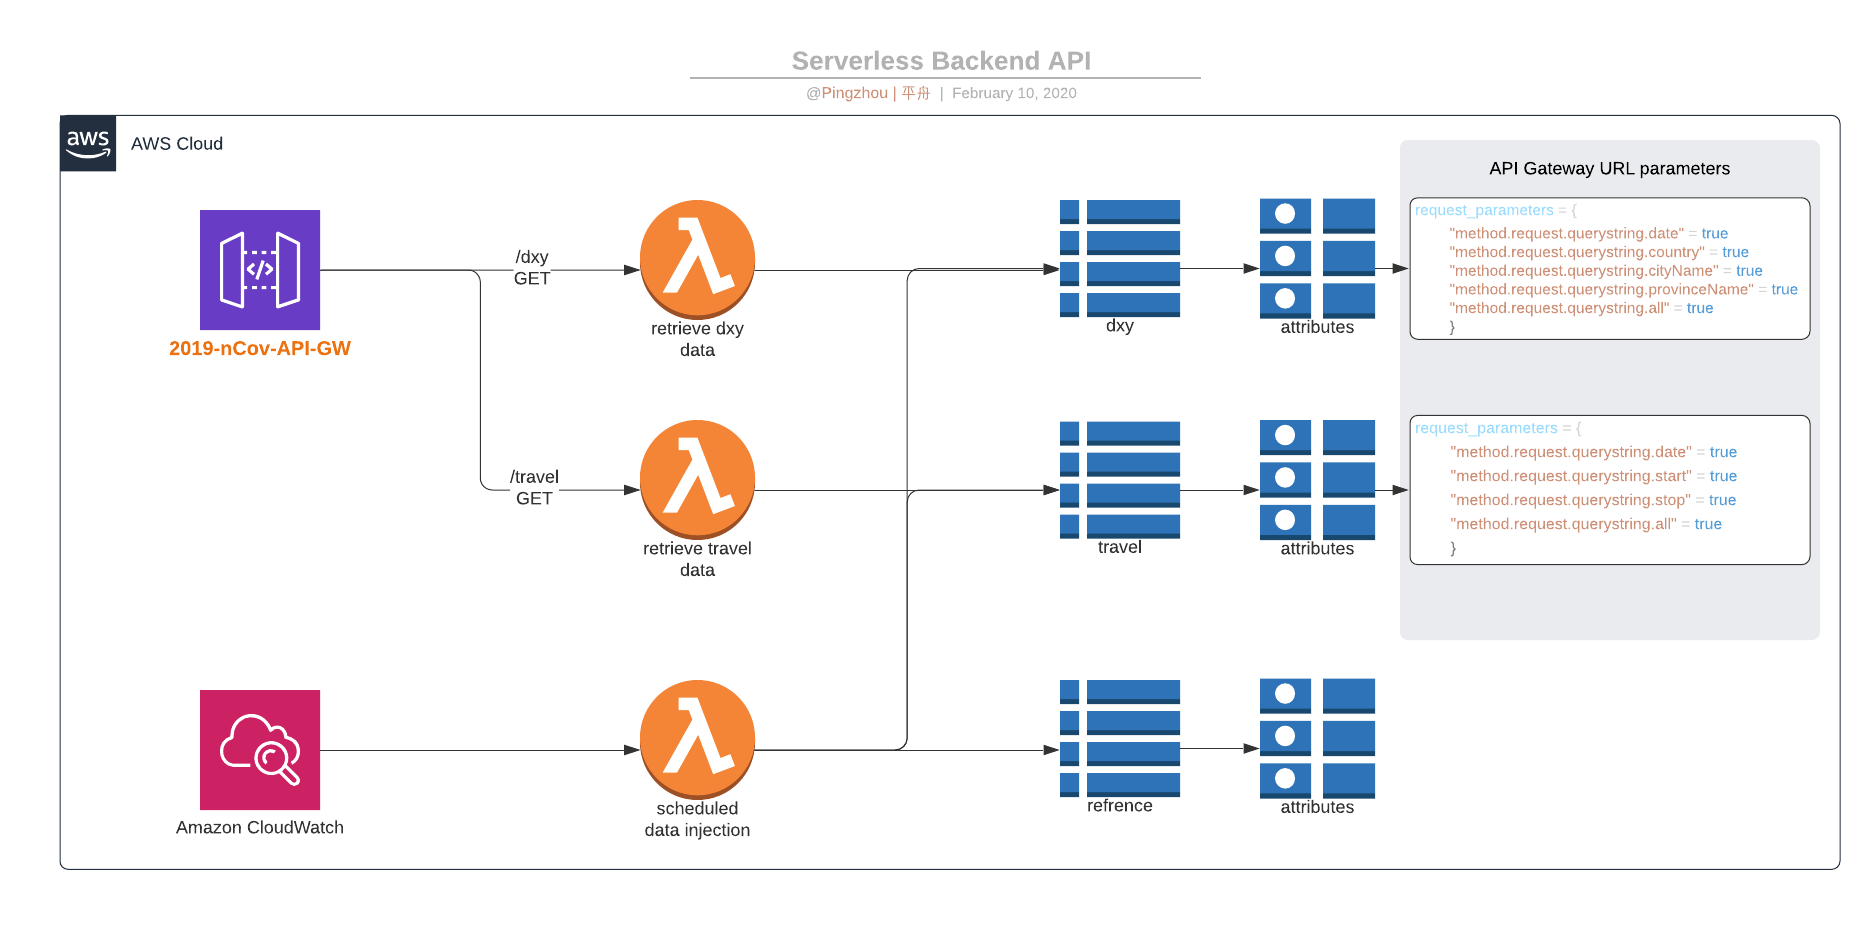 Serverless Backend API
@Pingzhou | 平舟 | February 10, 2020
aws
AWS Cloud
API Gateway URL parameters
request_parameters = {
"method.request.querystring.date" = true
"method.request.querystring.country" = true
"method.request.querystring.cityName" = true
"method.request.querystring.provinceName" = true
"method.request.querystring.all" = true
}
/dxy
GET
2019-nCov-API-GW
retrieve dxy
data
dxy
attributes
/travel
GET
retrieve travel
data
travel
attributes
request_parameters = {
"method.request.querystring.date" = true
"method.request.querystring.start" = true
"method.request.querystring.stop" = true
"method.request.querystring.all" = true
}
Amazon CloudWatch
scheduled
data injection
refrence
attributes